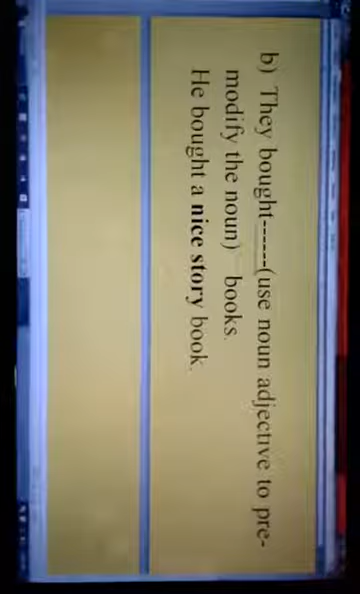 b) They bought------(use noun adjective to pre-
modify the noun) books.
He bought a nice story book.